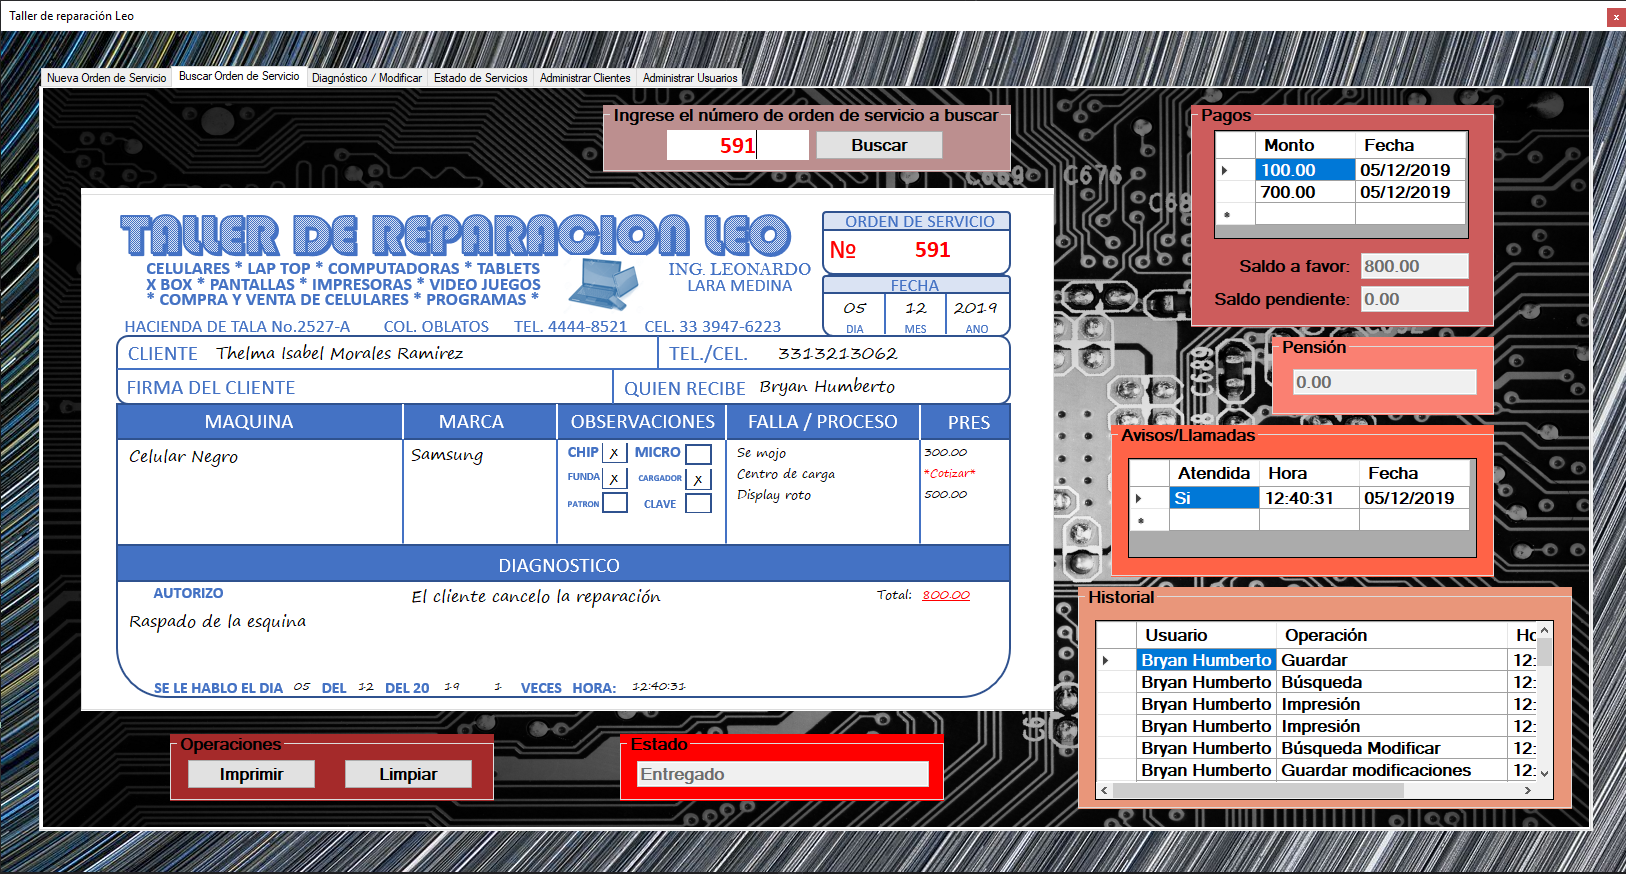 Taller de reparación Leo
x
Nueva Orden de Servicio Buscar Orden de Servicio Diagnóstico / Modificar Estado de Servicios Administrar Clientes Administrar Usuarios
Ingrese el número de orden de servicio a buscar
591 Buscar
TALLER DE REPARACION LEO
CELULARES * LAP TOP * COMPUTADORAS * TABLETS
X BOX * PANTALLAS * IMPRESORAS * VIDEO JUEGOS
* COMPRA Y VENTA DE CELULARES * PROGRAMAS *
ING. LEONARDO
LARA MEDINA
HACIENDA DE TALA No.2527-A COL. OBLATOS TEL. 4444-8521 CEL. 33 3947-6223
ORDEN DE SERVICIO
Nº 591
FECHA
05 12 2019
DIA MES ANO
CLIENTE Thelma Isabel Morales Ramirez TEL./CEL. 3313213062
FIRMA DEL CLIENTE QUIEN RECIBE Bryan Humberto
MAQUINA MARCA OBSERVACIONES FALLA / PROCESO PRES
Celular Negro Samsung CHIP X MICRO Se mojo 300.00
FUNDA X CARGADOR X Centro de carga *Cotizar*
PATRON CLAVE Display roto 500.00
DIAGNOSTICO
AUTORIZO El cliente cancelo la reparación Total: 800.00
Raspado de la esquina
SE LE HABLO EL DIA 05 DEL 12 DEL 20 19 1 VECES HORA: 12:40:31
Operaciones
Imprimir Limpiar
Estado
Entregado
Pagos
Monto Fecha
100.00 05/12/2019
700.00 05/12/2019
*
Saldo a favor: 800.00
Saldo pendiente: 0.00
Pensión
0.00
Avisos/Llamadas
Atendida Hora Fecha
Si 12:40:31 05/12/2019
*
Historial
Usuario Operación Ho
Bryan Humberto Guardar 12:
Bryan Humberto Búsqueda 12:
Bryan Humberto Impresión 12:
Bryan Humberto Impresión 12:
Bryan Humberto Búsqueda Modificar 12:
Bryan Humberto Guardar modificaciones 12:
C676
C689